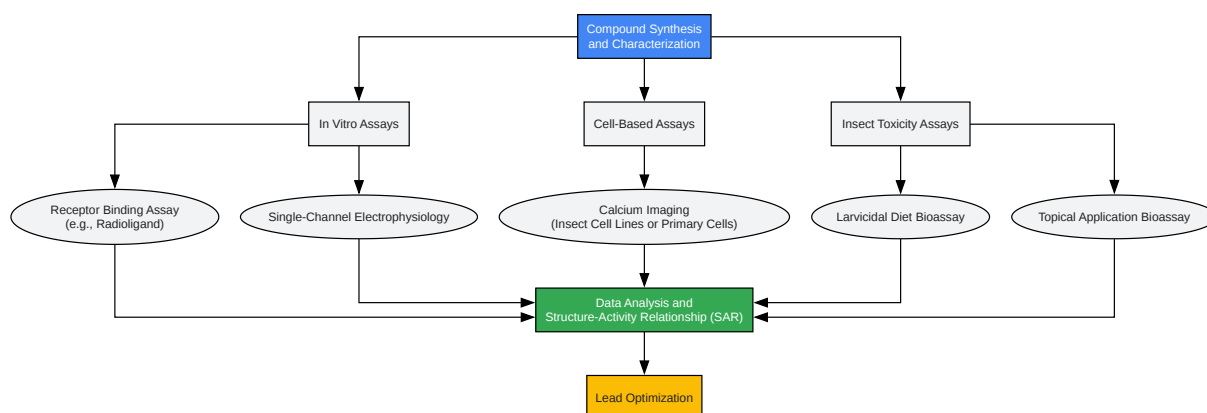 Compound Synthesis
and Characterization
In Vitro Assays
Cell-Based Assays
Insect Toxicity Assays
Receptor Binding Assay
(e.g., Radioligand)
Single-Channel Electrophysiology
Calcium Imaging
(Insect Cell Lines or Primary Cells)
Larvicidal Diet Bioassay
Topical Application Bioassay
Data Analysis and
Structure-Activity Relationship (SAR)
Lead Optimization